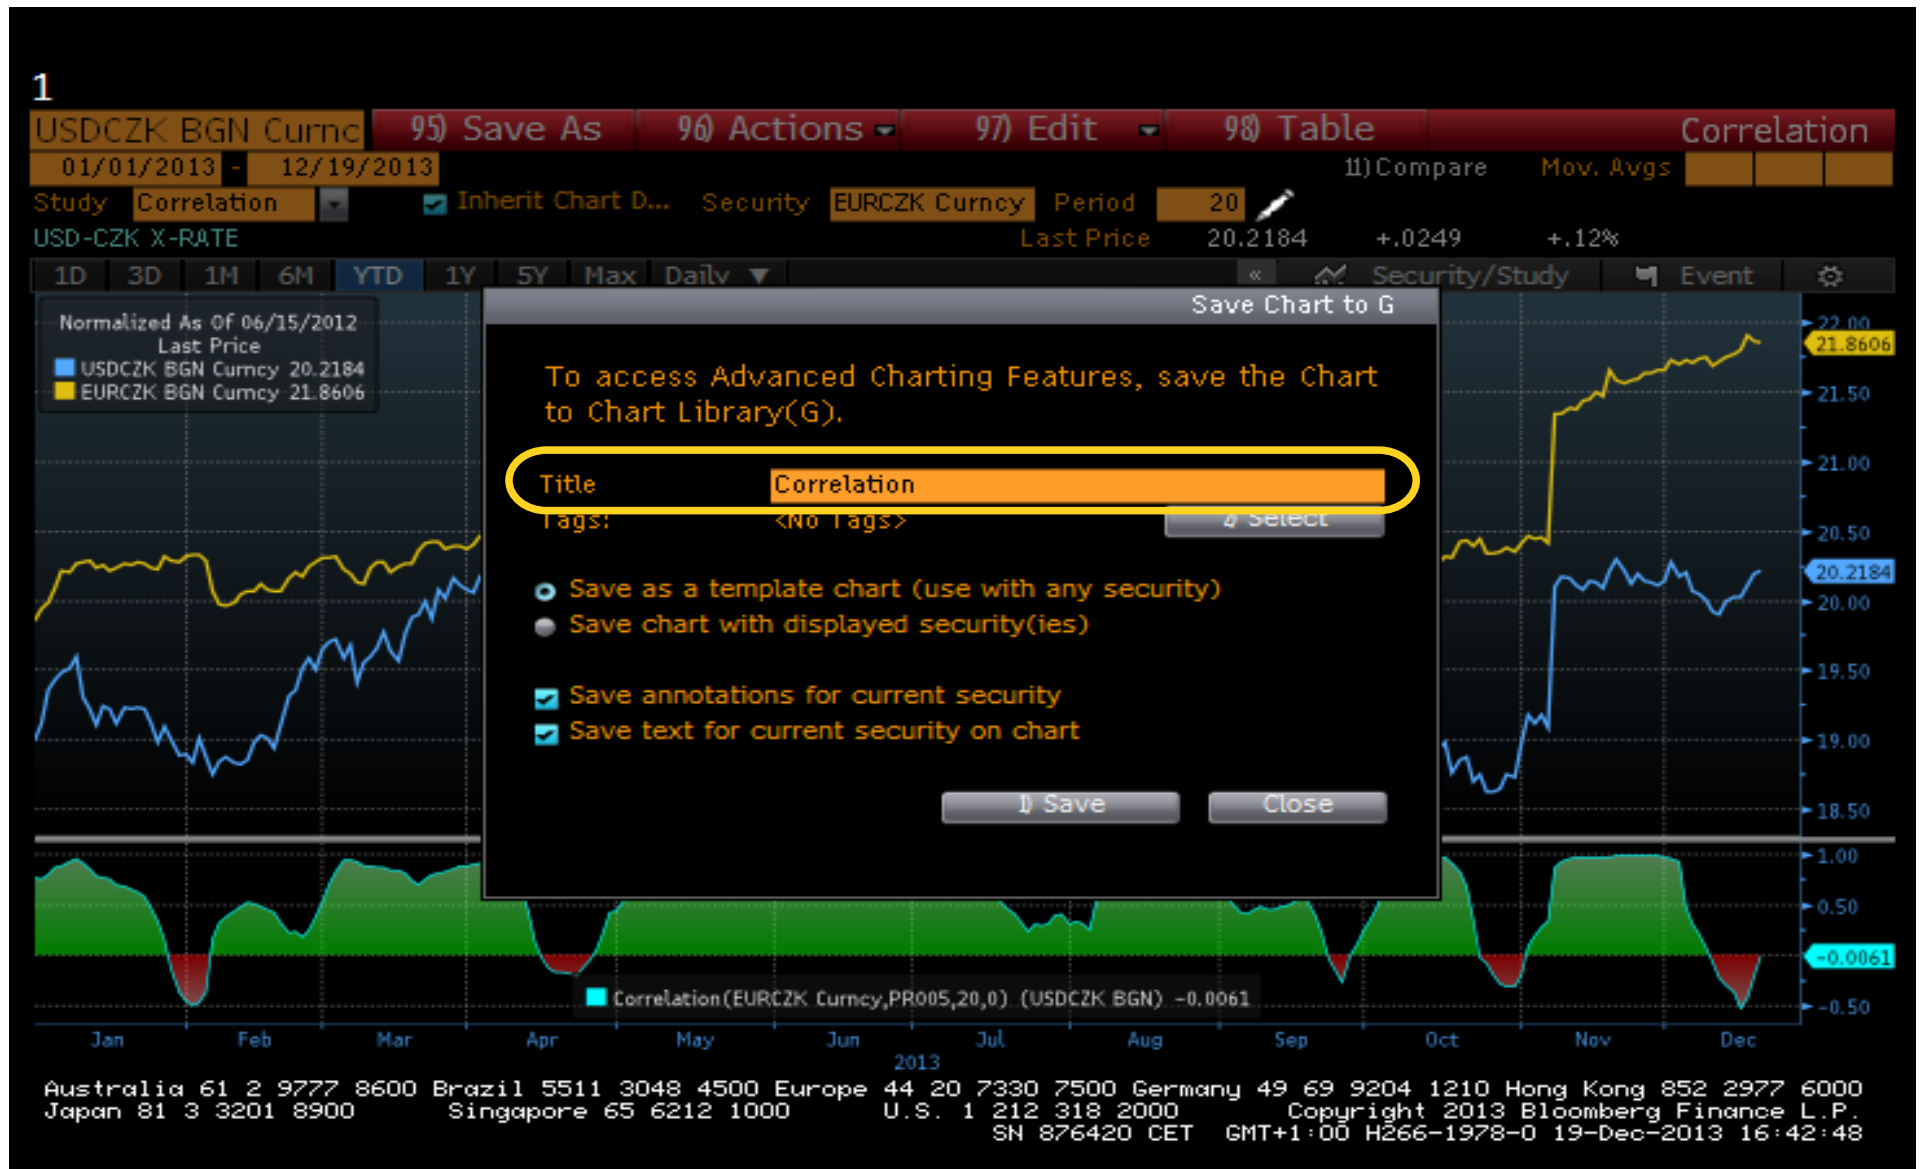 1
USDCZK BGN Curnc 95) Save As 96) Actions 97) Edit 98) Table Correlation
01/01/2013 - 12/19/2013 11) Compare Mov. Avgs
Study Correlation Inherit Chart D... Security EURCZK Curncy Period 20
USD-CZK X-RATE Last Price 20.2184 +.0249 +.12%
1D 3D 1M 6M YTD 1Y 5Y Max Daily ▼ « Security/Study Event
Save Chart to G
Normalized As Of 06/15/2012
Last Price
USDCZK BGN Curncy 20.2184
EURCZK BGN Curncy 21.8606
To access Advanced Charting Features, save the Chart
to Chart Library(G).
Title Correlation
Tags: <No Tags> 2) Select
Save as a template chart (use with any security)
Save chart with displayed security(ies)
Save annotations for current security
Save text for current security on chart
1) Save Close
22.00
21.8606
21.50
21.00
20.50
20.2184
20.00
19.50
19.00
18.50
1.00
0.50
-0.0061
-0.50
Correlation(EURCZK Curncy,PR005,20,0) (USDCZK BGN) -0.0061
Jan Feb Mar Apr May Jun Jul Aug Sep Oct Nov Dec
2013
Australia 61 2 9777 8600 Brazil 5511 3048 4500 Europe 44 20 7330 7500 Germany 49 69 9204 1210 Hong Kong 852 2977 6000
Japan 81 3 3201 8900 Singapore 65 6212 1000 U.S. 1 212 318 2000 Copyright 2013 Bloomberg Finance L.P.
SN 876420 CET GMT+1:00 H266-1978-0 19-Dec-2013 16:42:48